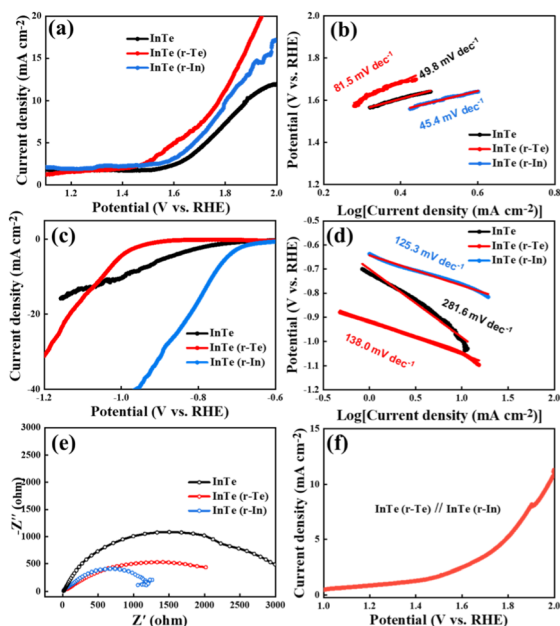 (a)
InTe
InTe (r-Te)
InTe (r-In)
Current density (mA cm⁻²)
25
20
15
10
5
0
1.2
1.4
1.6
1.8
2.0
Potential (V vs. RHE)
(b)
81.5 mV dec⁻¹
49.8 mV dec⁻¹
45.4 mV dec⁻¹
InTe
InTe (r-Te)
InTe (r-In)
Potential (V vs. RHE)
2.0
1.8
1.6
1.4
1.2
0.2
0.4
0.6
0.8
Log[Current density (mA cm⁻²)
(c)
InTe
InTe (r-Te)
InTe (r-In)
Current density (mA cm⁻²)
0
-20
-40
-1.2
-1.0
-0.8
-0.6
Potential (V vs. RHE)
(d)
125.3 mV dec⁻¹
281.6 mV dec⁻¹
138.0 mV dec⁻¹
InTe
InTe (r-Te)
InTe (r-In)
Potential (V vs. RHE)
-0.5
-0.6
-0.7
-0.8
-0.9
-1.0
-1.1
-1.2
-0.5
0.0
0.5
1.0
1.5
2.0
Log[Current density (mA cm⁻²)
(e)
InTe
InTe (r-Te)
InTe (r-In)
-Z″ (ohm)
3000
2500
2000
1500
1000
500
0
0
1000
2000
3000
Z′ (ohm)
(f)
InTe (r-Te) // InTe (r-In)
Current density (mA cm⁻²)
15
10
5
0
1.0
1.2
1.4
1.6
1.8
2.0
Potential (V vs. RHE)